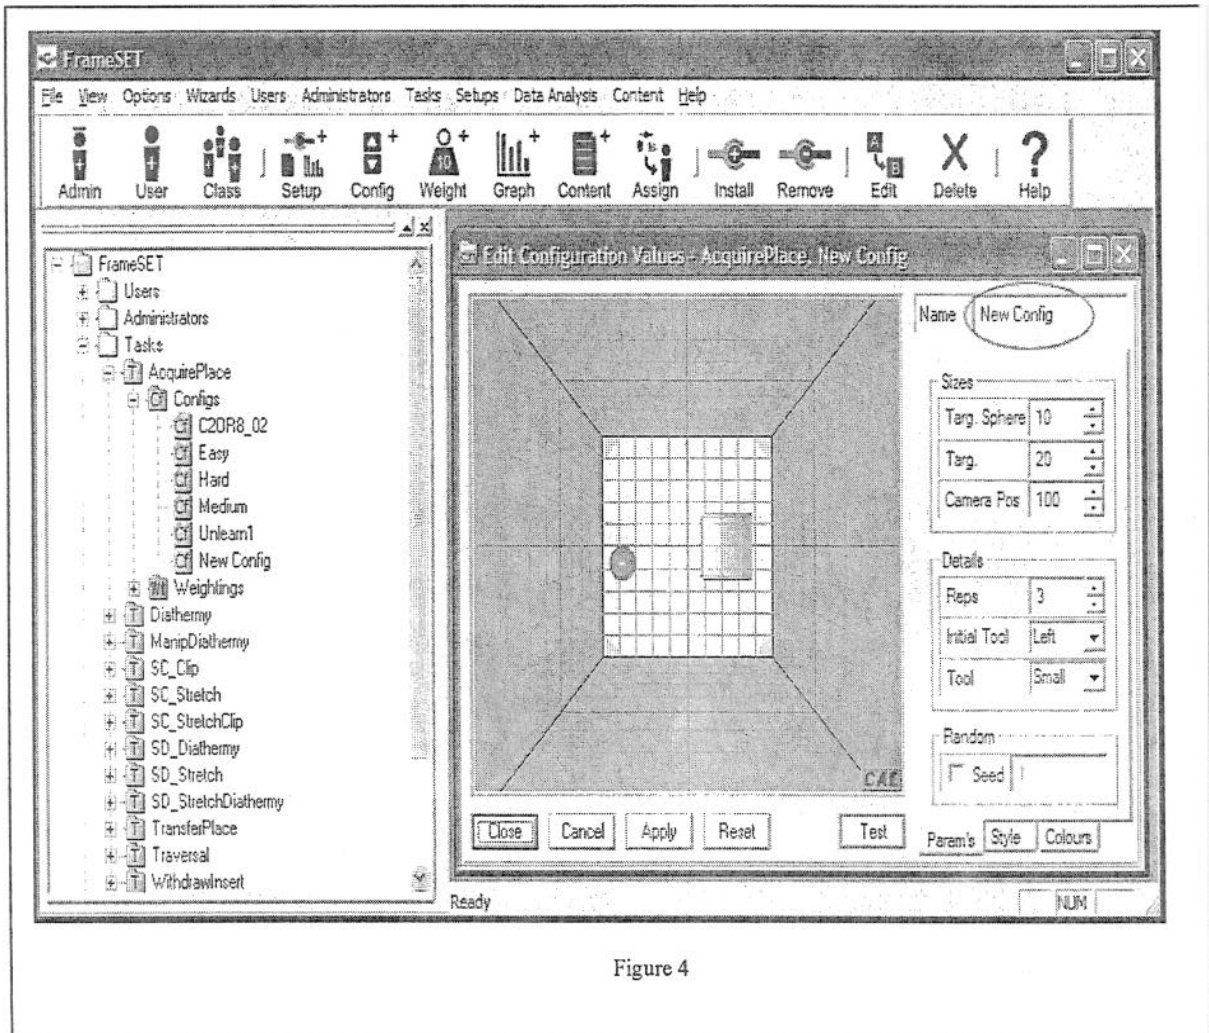 FrameSET
File View Options Wizards Users Administrators Tasks Setups Data Analysis Content Help
Admin User Class Setup Config Weight Graph Content Assign Install Remove Edit Delete Help
FrameSET
Users
Administrators
Tasks
AcquirePlace
Configs
C2OR8_02
Easy
Hard
Medium
Unlearn1
New Config
Weightings
Diathermy
ManipDiathermy
SC_Clip
SC_Stretch
SC_StretchClip
SD_Diathermy
SD_Stretch
SD_StretchDiathermy
TransferPlace
Traversal
WithdrawInsert
Edit Configuration Values - AcquirePlace, New Config
Name New Config
Sizes
Targ. Sphere 10
Targ. 20
Camera Pos 100
Details
Reps 3
Initial Tool Left
Tool Small
Random
Seed 1
Close Cancel Apply Reset Test
Param's Style Colours
Ready NUM
Figure 4